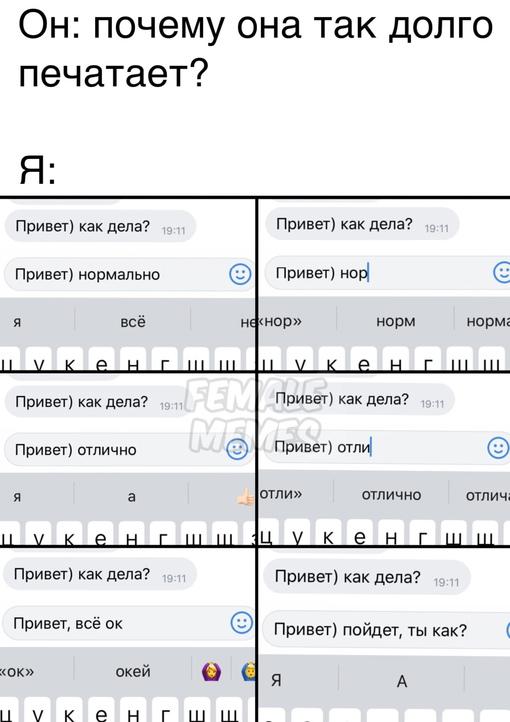 Он: почему она так долго
печатает?
Я:
Привет) как дела? 19:11
Привет) нормально
я всё не
ц у к е н г ш щ
Привет) как дела? 19:11
Привет) нор
«нор» норм норма
ц у к е н г ш щ
Привет) как дела? 19:11
Привет) отлично
я а
ц у к е н г ш щ
FEMALE
MEMES
Привет) как дела? 19:11
Привет) отли
отли» отлично отлича
ц у к е н г ш щ
Привет) как дела? 19:11
Привет, всё ок
«ок» окей
ц у к е н г ш щ
Привет) как дела? 19:11
Привет) пойдет, ты как?
Я А